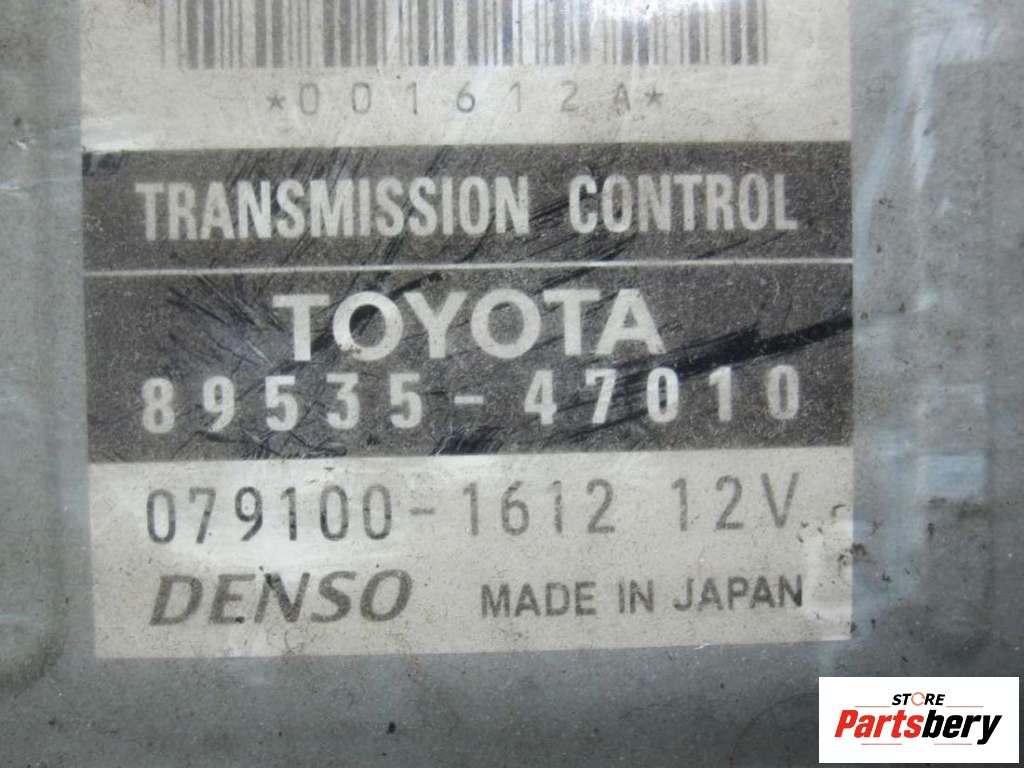 *001612A*
TRANSMISSION CONTROL
TOYOTA
89535-47010
079100-1612 12V
DENSO MADE IN JAPAN
STORE
Partsbery